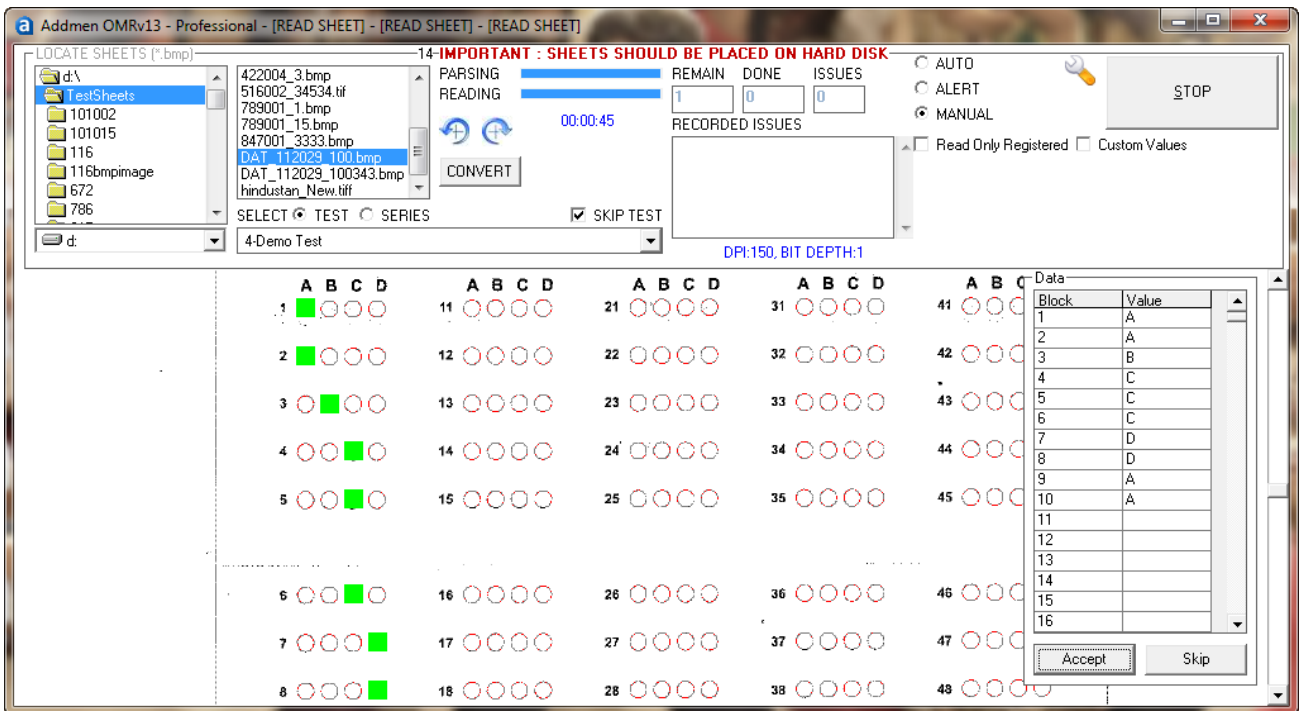 Addmen OMRv13 - Professional - [READ SHEET] - [READ SHEET] - [READ SHEET]
LOCATE SHEETS (*.bmp)
14 IMPORTANT : SHEETS SHOULD BE PLACED ON HARD DISK
d:\
TestSheets
101002
101015
116
116bmpimage
672
786
d:
422004_3.bmp
516002_34534.tif
789001_1.bmp
789001_15.bmp
847001_3333.bmp
DAT_112029_100.bmp
DAT_112029_100343.bmp
hindustan_New.tiff
SELECT TEST SERIES
SKIP TEST
4-Demo Test
PARSING
READING
00:00:45
CONVERT
REMAIN DONE ISSUES
1 0 0
RECORDED ISSUES
DPI:150, BIT DEPTH:1
AUTO
ALERT
MANUAL
STOP
Read Only Registered Custom Values
A B C D A B C D A B C D A B C D A B C
1 11 21 31 41
2 12 22 32 42
3 13 23 33 43
4 14 24 34 44
5 15 25 35 45
6 16 26 36 46
7 17 27 37 47
8 18 28 38 48
Data
Block Value
1 A
2 A
3 B
4 C
5 C
6 C
7 D
8 D
9 A
10 A
11
12
13
14
15
16
Accept Skip